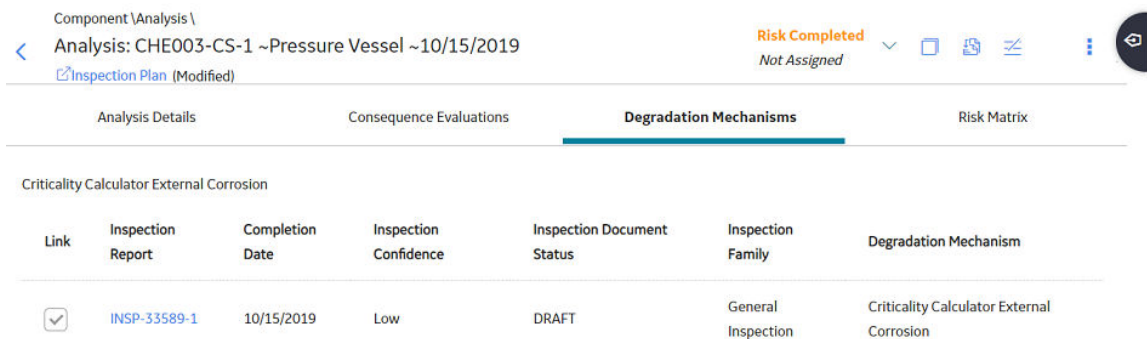 Component \Analysis \
Analysis: CHE003-CS-1 ~Pressure Vessel ~10/15/2019
Risk Completed
Not Assigned
Inspection Plan (Modified)
Analysis Details
Consequence Evaluations
Degradation Mechanisms
Risk Matrix
Criticality Calculator External Corrosion
Link
Inspection
Report
Completion
Date
Inspection
Confidence
Inspection Document
Status
Inspection
Family
Degradation Mechanism
INSP-33589-1
10/15/2019
Low
DRAFT
General
Inspection
Criticality Calculator External
Corrosion